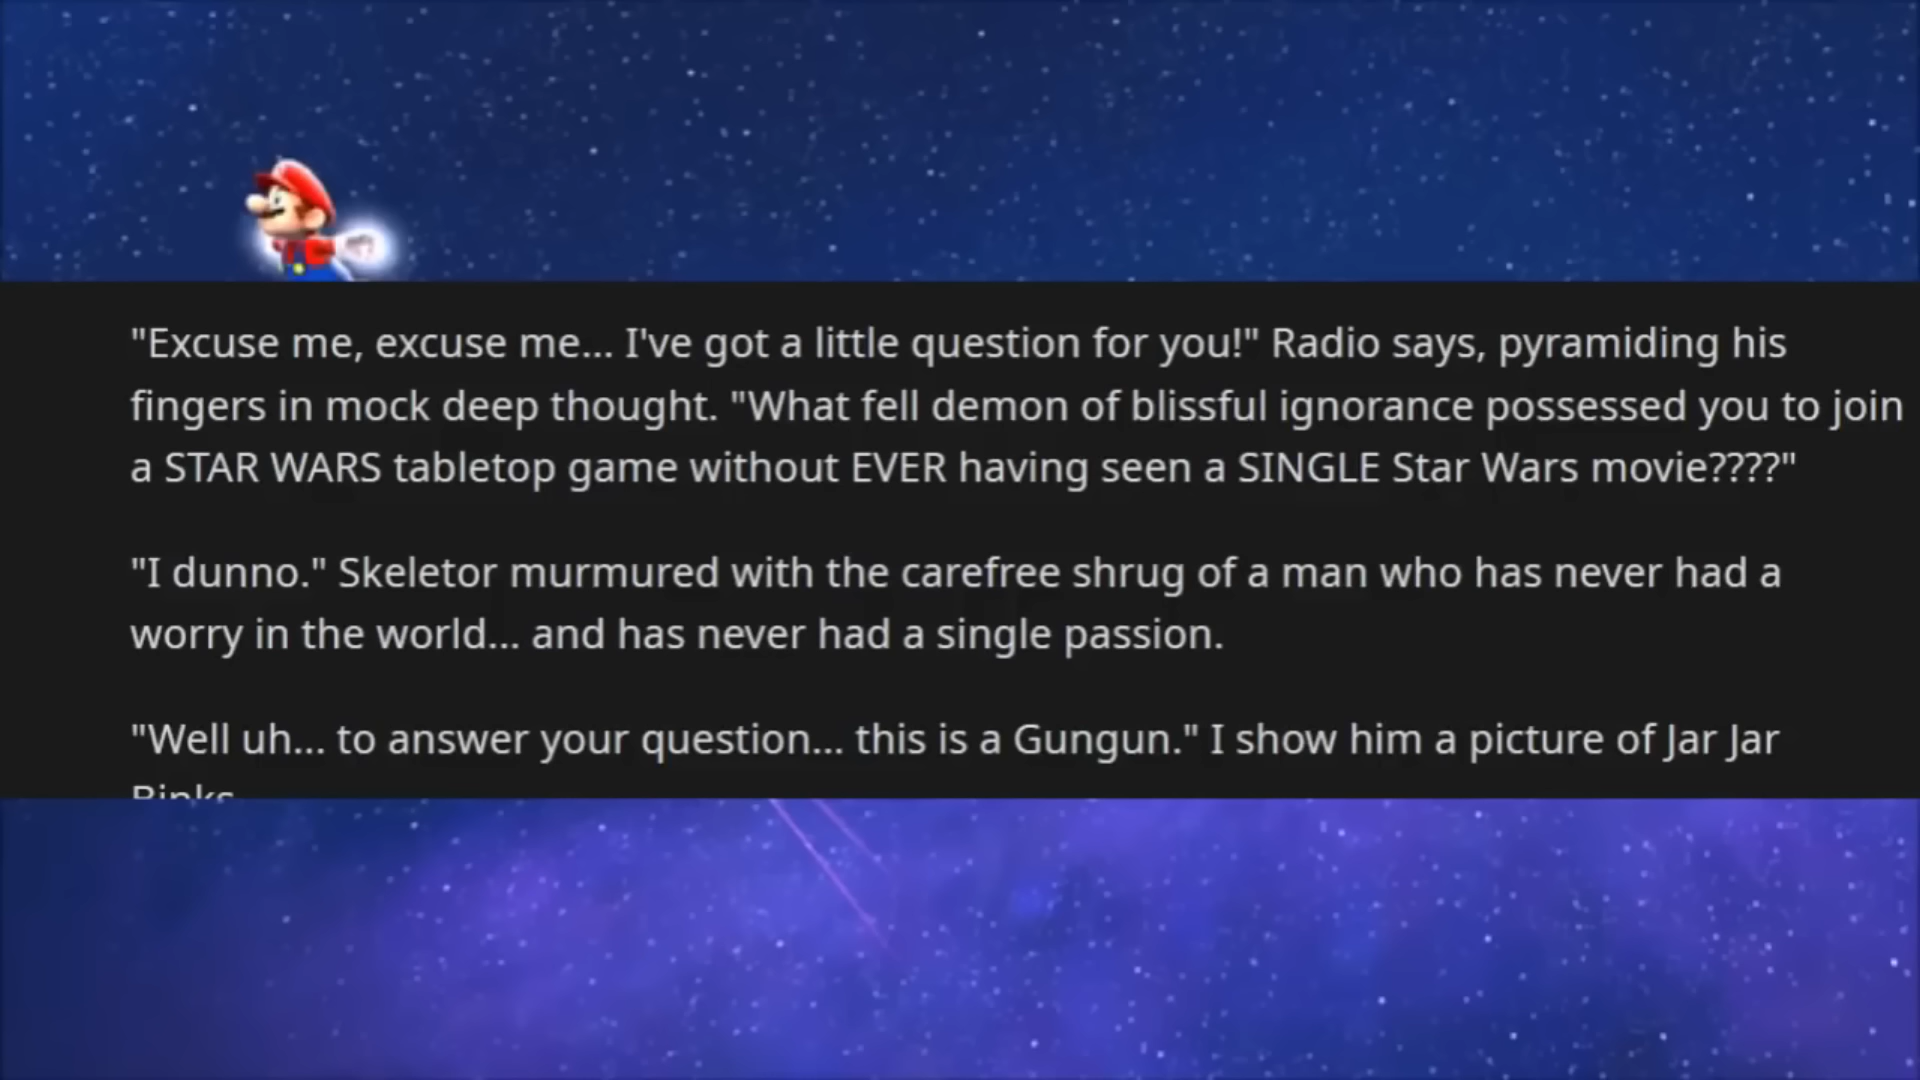 "Excuse me, excuse me... I've got a little question for you!" Radio says, pyramiding his
fingers in mock deep thought. "What fell demon of blissful ignorance possessed you to join
a STAR WARS tabletop game without EVER having seen a SINGLE Star Wars movie????"
"I dunno." Skeletor murmured with the carefree shrug of a man who has never had a
worry in the world... and has never had a single passion.
"Well uh... to answer your question... this is a Gungun." I show him a picture of Jar Jar
Binks.